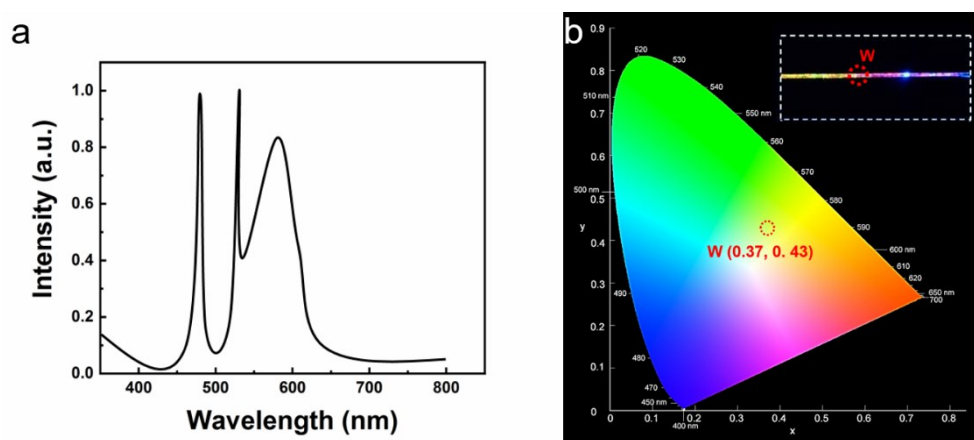 a
1.0
0.8
0.6
0.4
0.2
0.0
Intensity (a.u.)
400 500 600 700 800
Wavelength (nm)
b
W
0.9
0.8
0.7
0.6
0.5
0.4
0.3
0.2
0.1
0
y
520
530
540
510 nm
550 nm
560
570
500 nm
580
590
600 nm
610
620
650 nm
700
490
480
470
450 nm
400 nm
W (0.37, 0. 43)
0 0.1 0.2 0.3 0.4 0.5 0.6 0.7 0.8
x